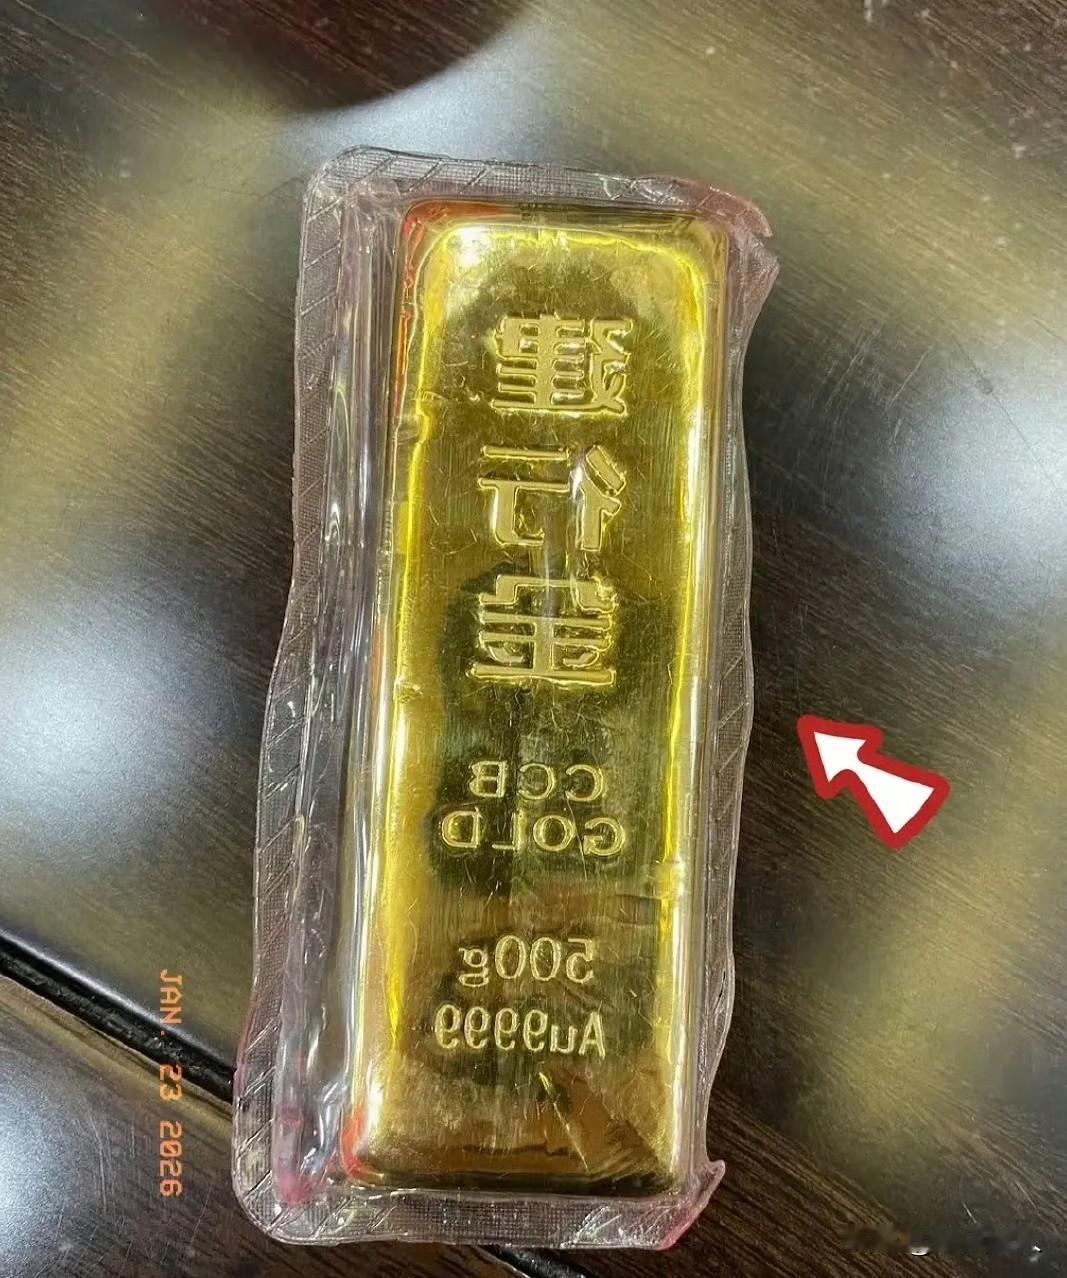 建
行
金
CCB
GOLD
500g
Au9999
JAN. 23 2026